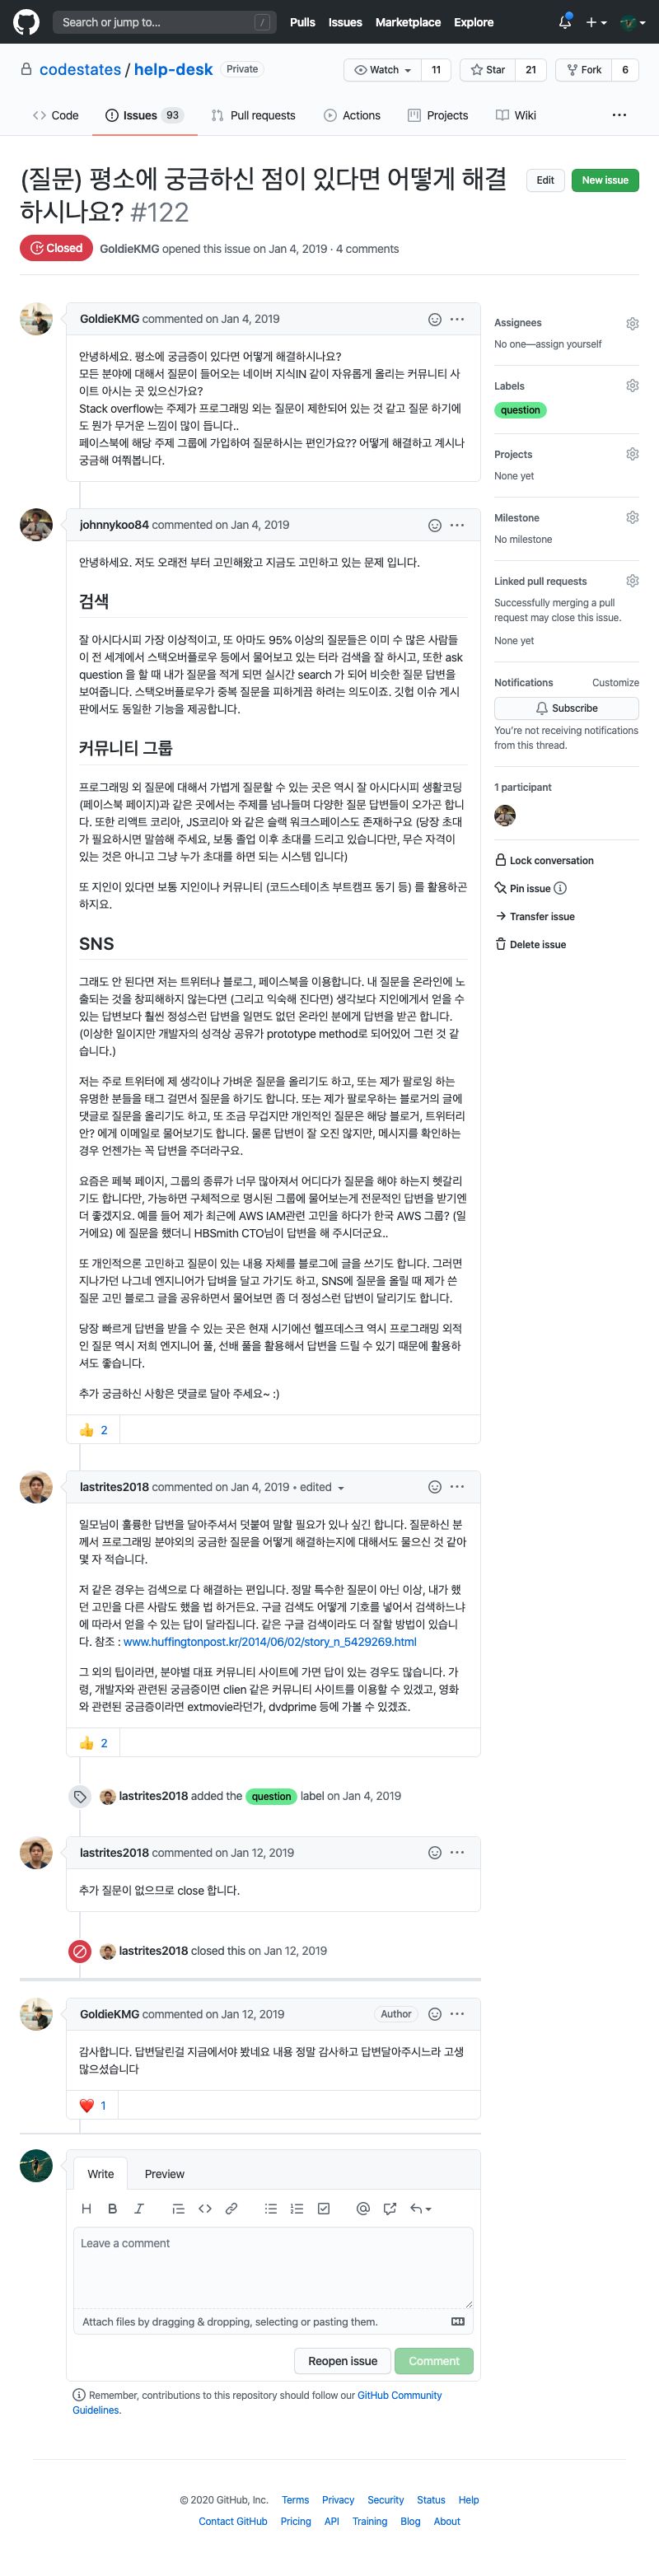 Search or jump to...
/
Pulls Issues Marketplace Explore
codestates / help-desk Private
Watch 11
Star 21
Fork 6
Code
Issues 93
Pull requests
Actions
Projects
Wiki
(질문) 평소에 궁금하신 점이 있다면 어떻게 해결
하시나요? #122
Edit
New issue
Closed GoldieKMG opened this issue on Jan 4, 2019 · 4 comments
GoldieKMG commented on Jan 4, 2019
안녕하세요. 평소에 궁금증이 있다면 어떻게 해결하시나요?
모든 분야에 대해서 질문이 들어오는 네이버 지식IN 같이 자유롭게 올리는 커뮤니티 사
이트 아시는 곳 있으신가요?
Stack overflow는 주제가 프로그래밍 외는 질문이 제한되어 있는 것 같고 질문 하기에
도 뭔가 무거운 느낌이 많이 듭니다..
페이스북에 해당 주제 그룹에 가입하여 질문하시는 편인가요?? 어떻게 해결하고 계시나
궁금해 여쭤봅니다.
Assignees
No one—assign yourself
Labels
question
Projects
None yet
Milestone
No milestone
Linked pull requests
Successfully merging a pull
request may close this issue.
None yet
Notifications Customize
Subscribe
You're not receiving notifications
from this thread.
1 participant
Lock conversation
Pin issue
Transfer issue
Delete issue
johnnykoo84 commented on Jan 4, 2019
안녕하세요. 저도 오래전 부터 고민해왔고 지금도 고민하고 있는 문제 입니다.
검색
잘 아시다시피 가장 이상적이고, 또 아마도 95% 이상의 질문들은 이미 수 많은 사람들
이 전 세계에서 스택오버플로우 등에서 물어보고 있는 터라 검색을 잘 하시고, 또한 ask
question 을 할 때 내가 질문을 적게 되면 실시간 search 가 되어 비슷한 질문 답변을
보여줍니다. 스택오버플로우가 중복 질문을 피하게끔 하려는 의도이죠. 깃헙 이슈 게시
판에서도 동일한 기능을 제공합니다.
커뮤니티 그룹
프로그래밍 외 질문에 대해서 가볍게 질문할 수 있는 곳은 역시 잘 아시다시피 생활코딩
(페이스북 페이지)과 같은 곳에서는 주제를 넘나들며 다양한 질문 답변들이 오가곤 합니
다. 또한 리액트 코리아, JS코리아 와 같은 슬랙 워크스페이스도 존재하구요 (당장 초대
가 필요하시면 말씀해 주세요, 보통 졸업 이후 초대를 드리고 있습니다만, 무슨 자격이
있는 것은 아니고 그냥 누가 초대를 하면 되는 시스템 입니다)
또 지인이 있다면 보통 지인이나 커뮤니티 (코드스테이츠 부트캠프 동기 등) 를 활용하곤
하지요.
SNS
그래도 안 된다면 저는 트위터나 블로그, 페이스북을 이용합니다. 내 질문을 온라인에 노
출되는 것을 창피해하지 않는다면 (그리고 익숙해 진다면) 생각보다 지인에게서 얻을 수
있는 답변보다 훨씬 정성스런 답변을 일면도 없던 온라인 분에게 답변을 받곤 합니다.
(이상한 일이지만 개발자의 성격상 공유가 prototype method로 되어있어 그런 것 같
습니다.)
저는 주로 트위터에 제 생각이나 가벼운 질문을 올리기도 하고, 또는 제가 팔로잉 하는
유명한 분들을 태그 걸면서 질문을 하기도 합니다. 또는 제가 팔로우하는 블로거의 글에
댓글로 질문을 올리기도 하고, 또 조금 무겁지만 개인적인 질문은 해당 블로거, 트위터리
안? 에게 이메일로 물어보기도 합니다. 물론 답변이 잘 오진 않지만, 메시지를 확인하는
경우 언젠가는 꼭 답변을 주더라구요.
요즘은 페북 페이지, 그룹의 종류가 너무 많아져서 어디다가 질문을 해야 하는지 헷갈리
기도 합니다만, 가능하면 구체적으로 명시된 그룹에 물어보는게 전문적인 답변을 받기엔
더 좋겠지요. 예를 들어 제가 최근에 AWS IAM관련 고민을 하다가 한국 AWS 그룹? (일
거에요) 에 질문을 했더니 HBSmith CTO님이 답변을 해 주시더군요..
또 개인적으론 고민하고 질문이 있는 내용 자체를 블로그에 글을 쓰기도 합니다. 그러면
지나가던 나그네 엔지니어가 답벼을 달고 가기도 하고, SNS에 질문을 올릴 때 제가 쓴
질문 고민 블로그 글을 공유하면서 물어보면 좀 더 정성스런 답변이 달리기도 합니다.
당장 빠르게 답변을 받을 수 있는 곳은 현재 시기에선 헬프데스크 역시 프로그래밍 외적
인 질문 역시 저희 엔지니어 풀, 선배 풀을 활용해서 답변을 드릴 수 있기 때문에 활용하
셔도 좋습니다.
추가 궁금하신 사항은 댓글로 달아 주세요~ :)
👍 2
lastrites2018 commented on Jan 4, 2019 • edited
일모님이 훌륭한 답변을 달아주셔서 덧붙여 말할 필요가 있나 싶긴 합니다. 질문하신 분
께서 프로그래밍 분야외의 궁금한 질문을 어떻게 해결하는지에 대해서도 물으신 것 같아
몇 자 적습니다.
저 같은 경우는 검색으로 다 해결하는 편입니다. 정말 특수한 질문이 아닌 이상, 내가 했
던 고민을 다른 사람도 했을 법 하거든요. 구글 검색도 어떻게 기호를 넣어서 검색하느냐
에 따라서 얻을 수 있는 답이 달라집니다. 같은 구글 검색이라도 더 잘할 방법이 있습니
다. 참조 : www.huffingtonpost.kr/2014/06/02/story_n_5429269.html
그 외의 팁이라면, 분야별 대표 커뮤니티 사이트에 가면 답이 있는 경우도 많습니다. 가
령, 개발자와 관련된 궁금증이면 clien 같은 커뮤니티 사이트를 이용할 수 있겠고, 영화
와 관련된 궁금증이라면 extmovie라던가, dvdprime 등에 가볼 수 있겠죠.
👍 2
lastrites2018 added the question label on Jan 4, 2019
lastrites2018 commented on Jan 12, 2019
추가 질문이 없으므로 close 합니다.
lastrites2018 closed this on Jan 12, 2019
GoldieKMG commented on Jan 12, 2019 Author
감사합니다. 답변달린걸 지금에서야 봤네요 내용 정말 감사하고 답변달아주시느라 고생
많으셨습니다
❤️ 1
Write Preview
Leave a comment
Attach files by dragging & dropping, selecting or pasting them.
Reopen issue Comment
Remember, contributions to this repository should follow our GitHub Community
Guidelines.
© 2020 GitHub, Inc. Terms Privacy Security Status Help
Contact GitHub Pricing API Training Blog About